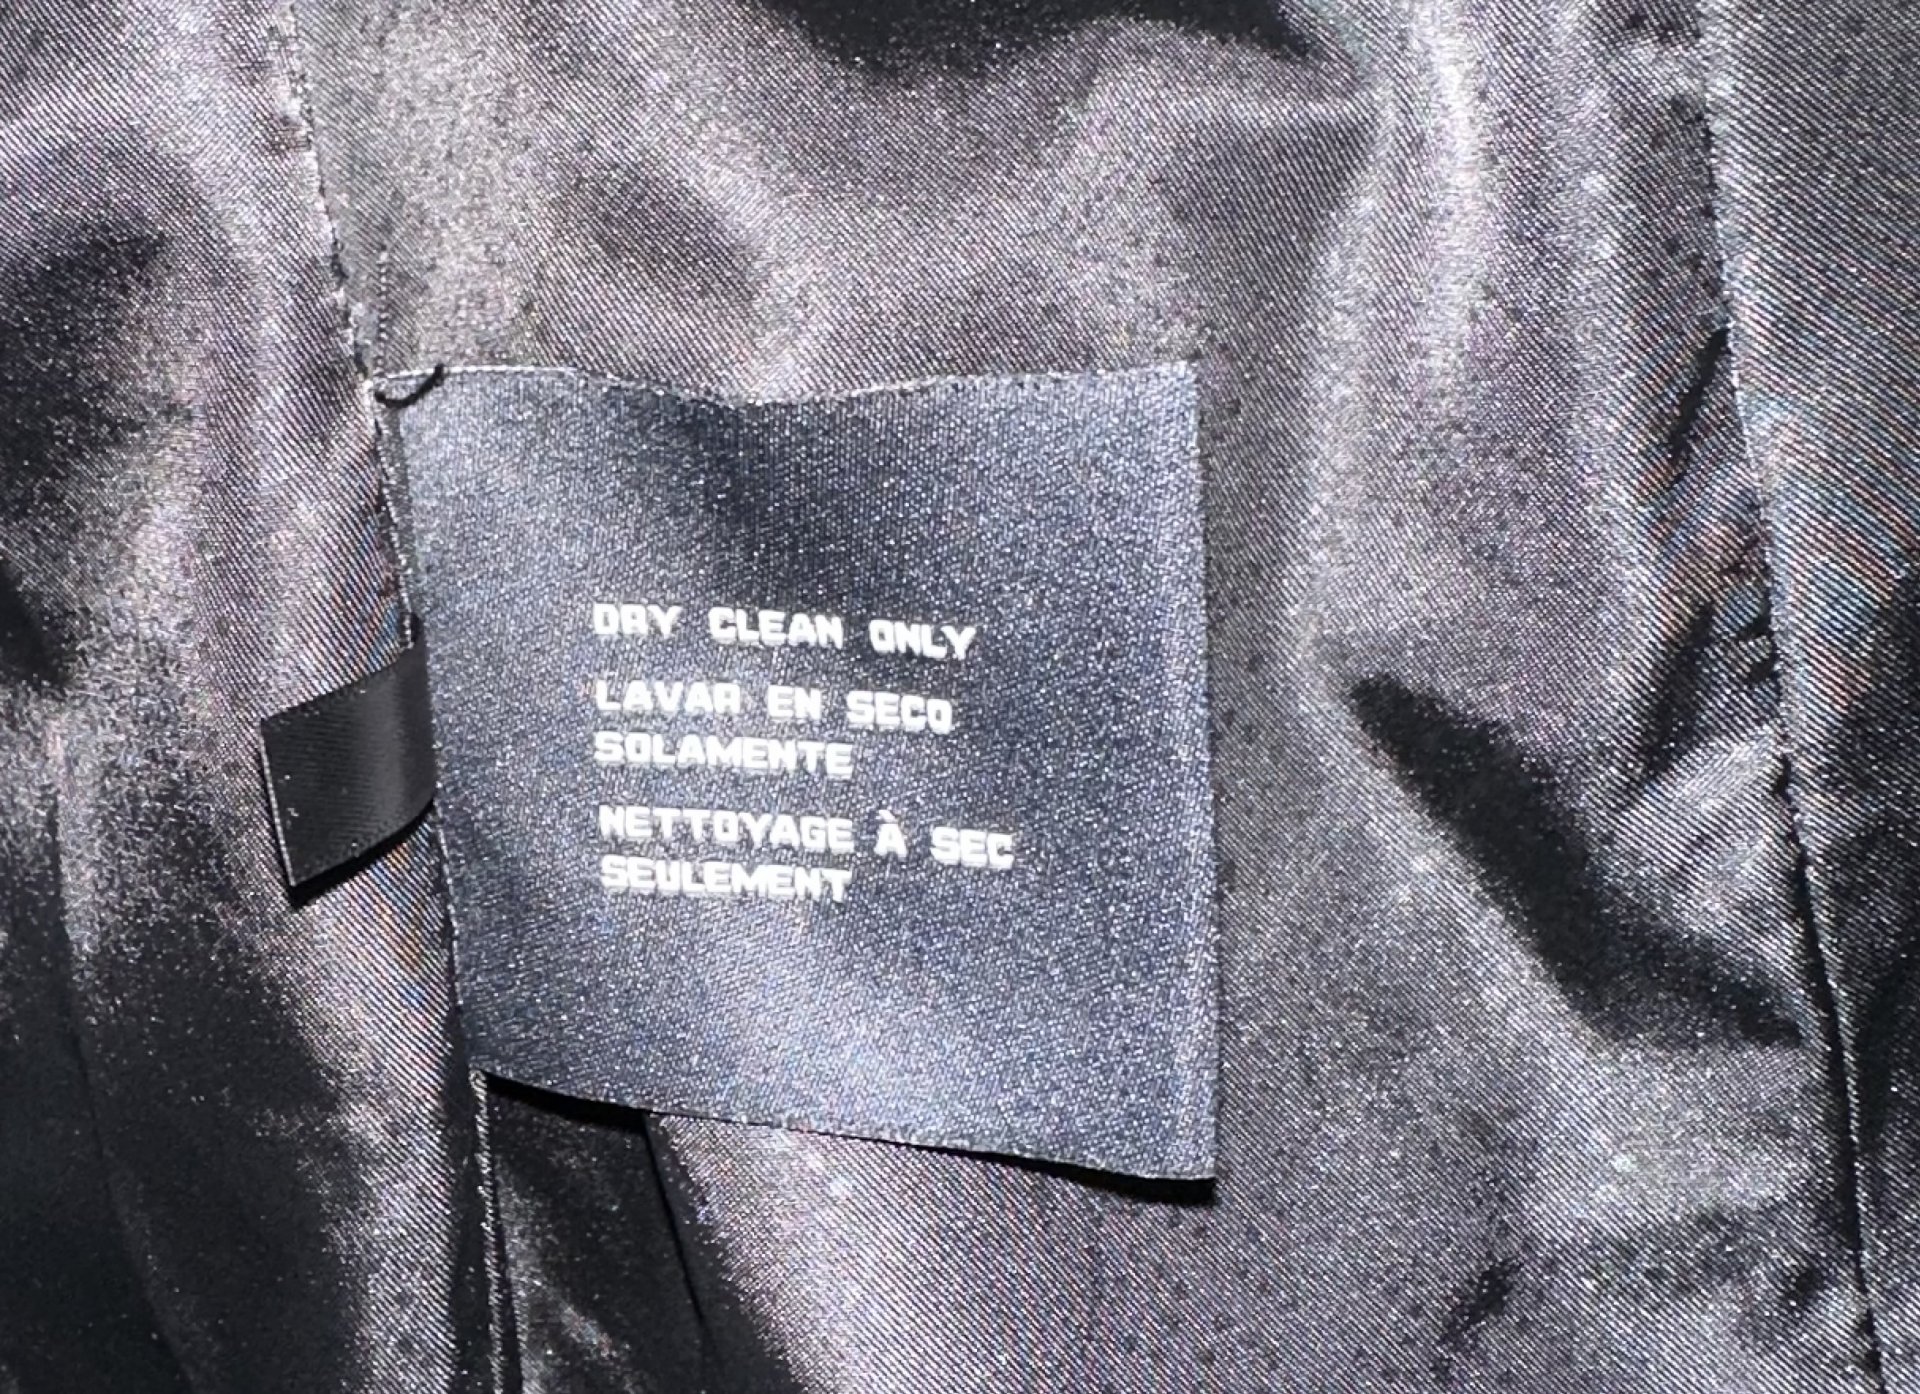 DRY CLEAN ONLY
LAVAR EN SECO
SOLAMENTE
NETTOYAGE À SEC
SEULEMENT